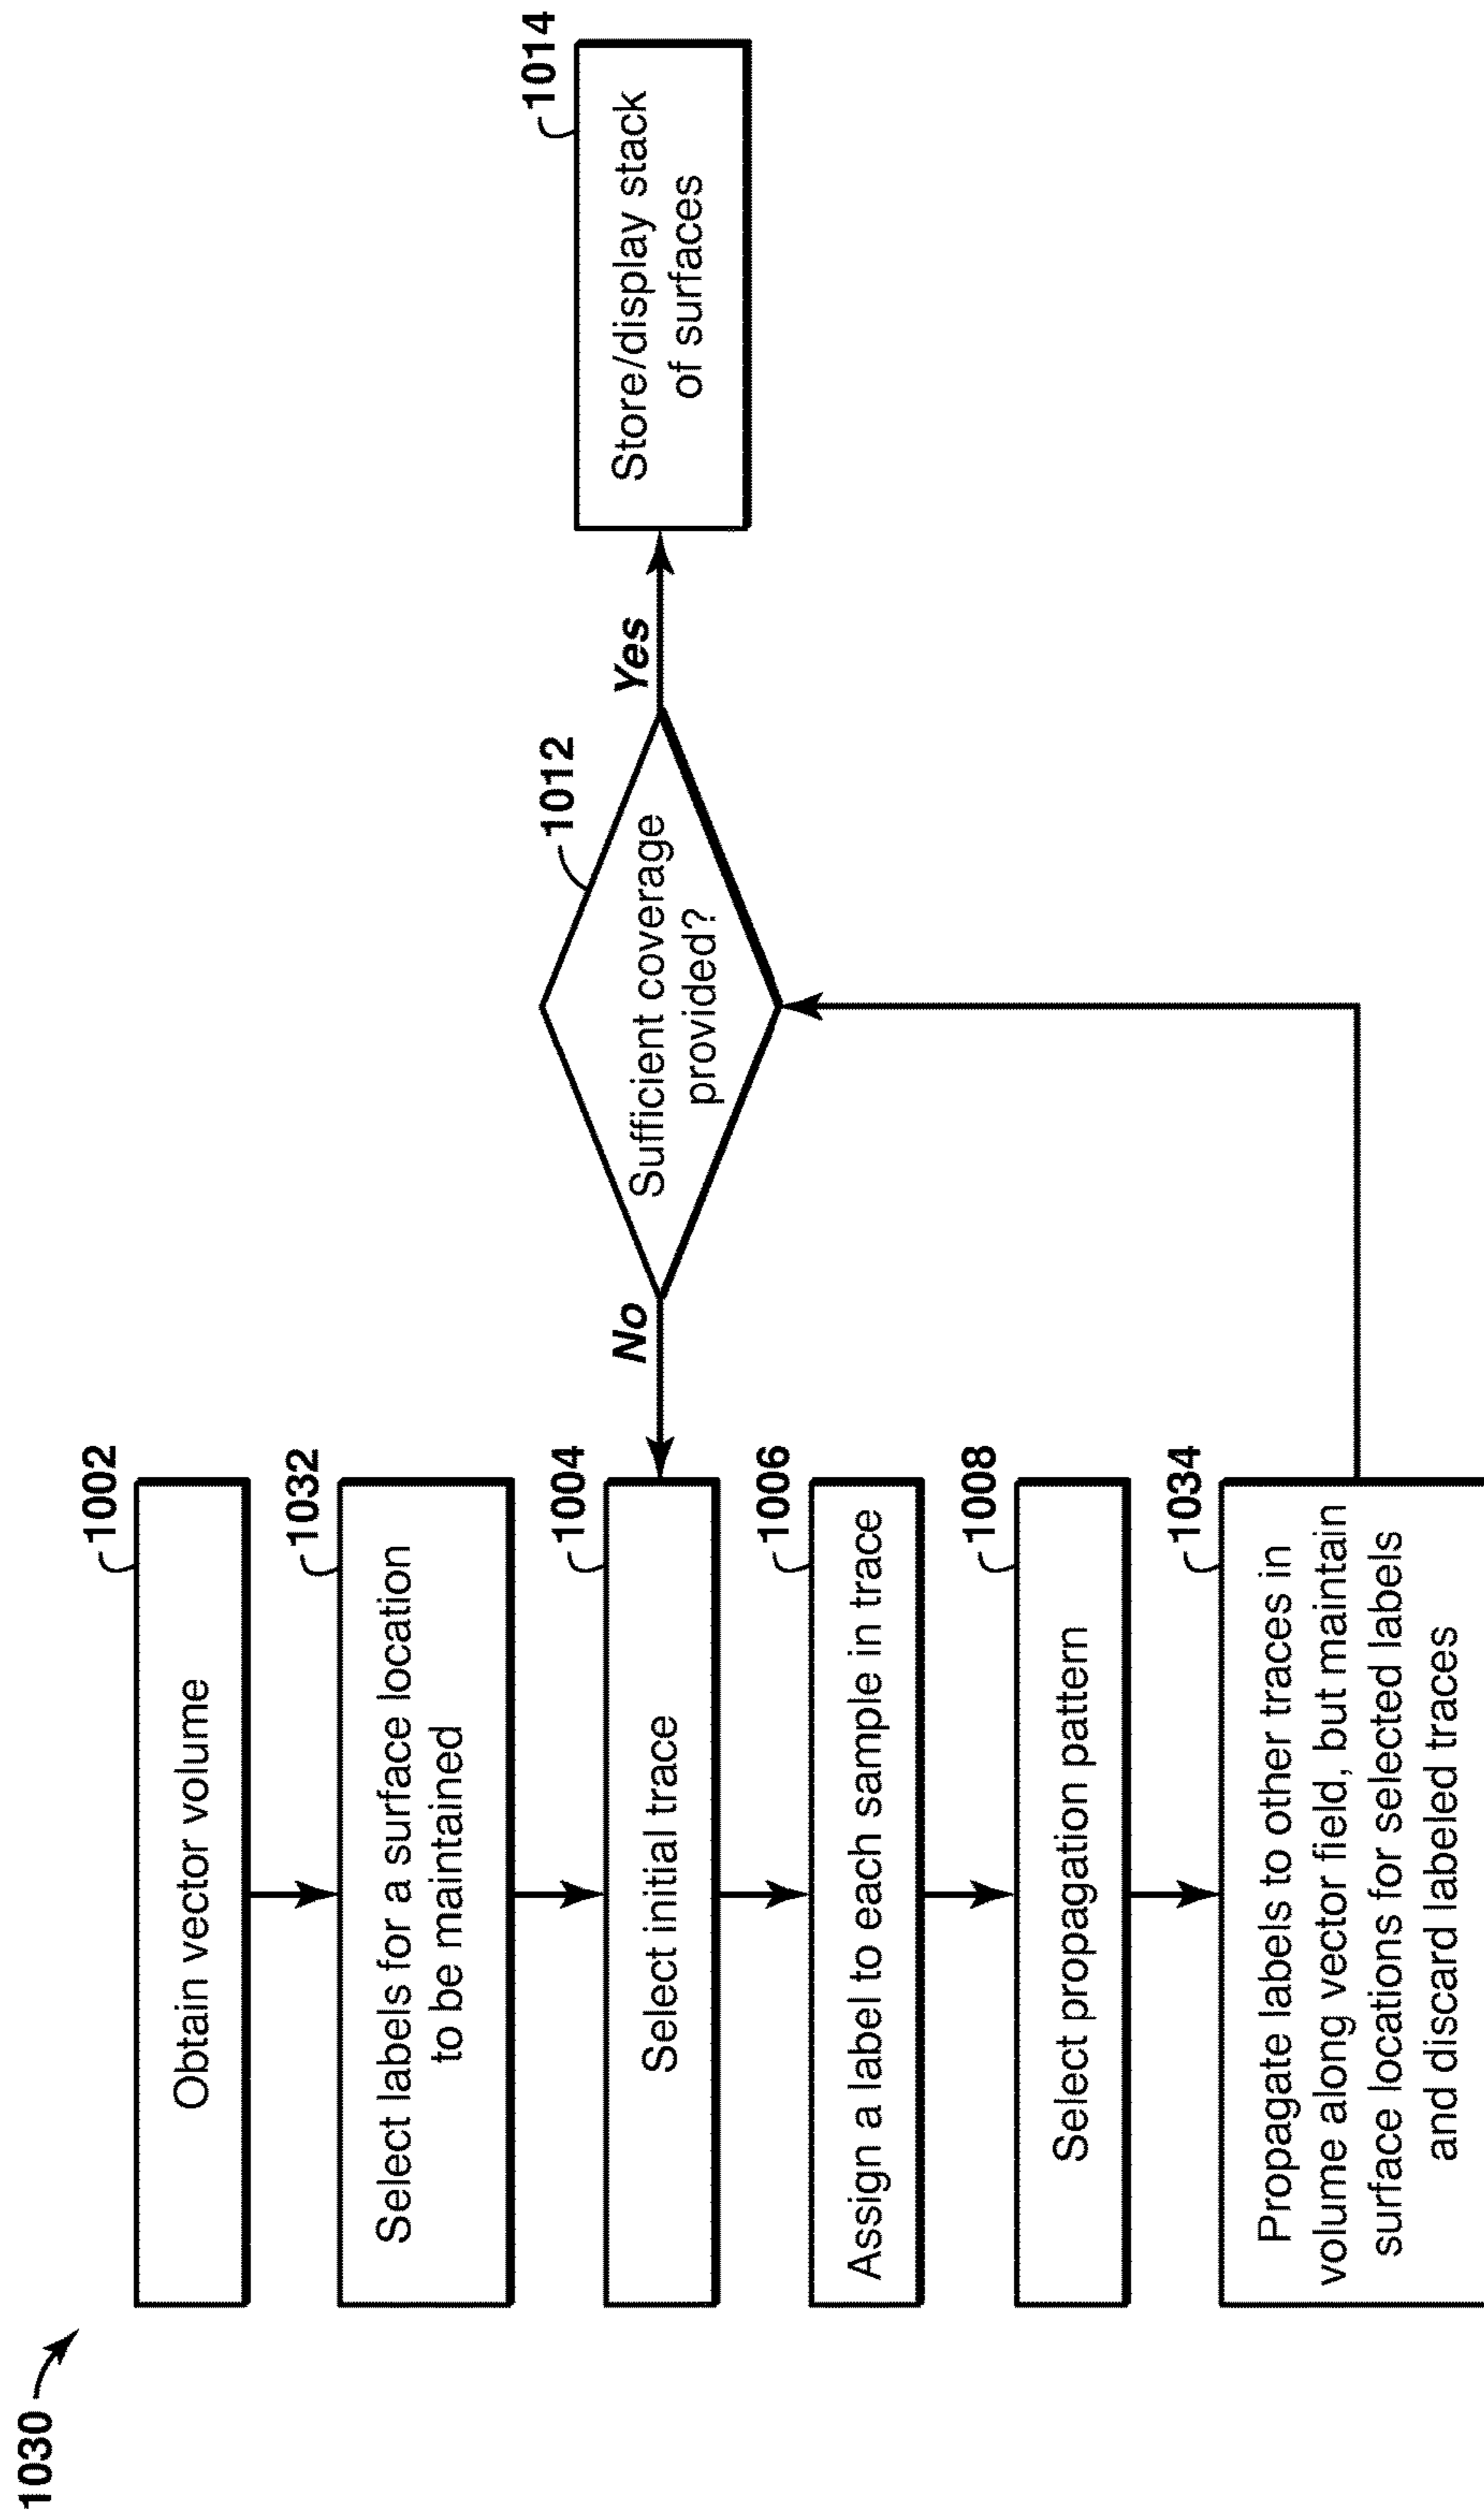 1030
1002
Obtain vector volume
1032
Select labels for a surface location
to be maintained
1004
Select initial trace
1006
Assign a label to each sample in trace
1008
Select propagation pattern
1034
Propagate labels to other traces in
volume along vector field, but maintain
surface locations for selected labels
and discard labeled traces
No
1012
Sufficient coverage
provided?
Yes
1014
Store/display stack
of surfaces